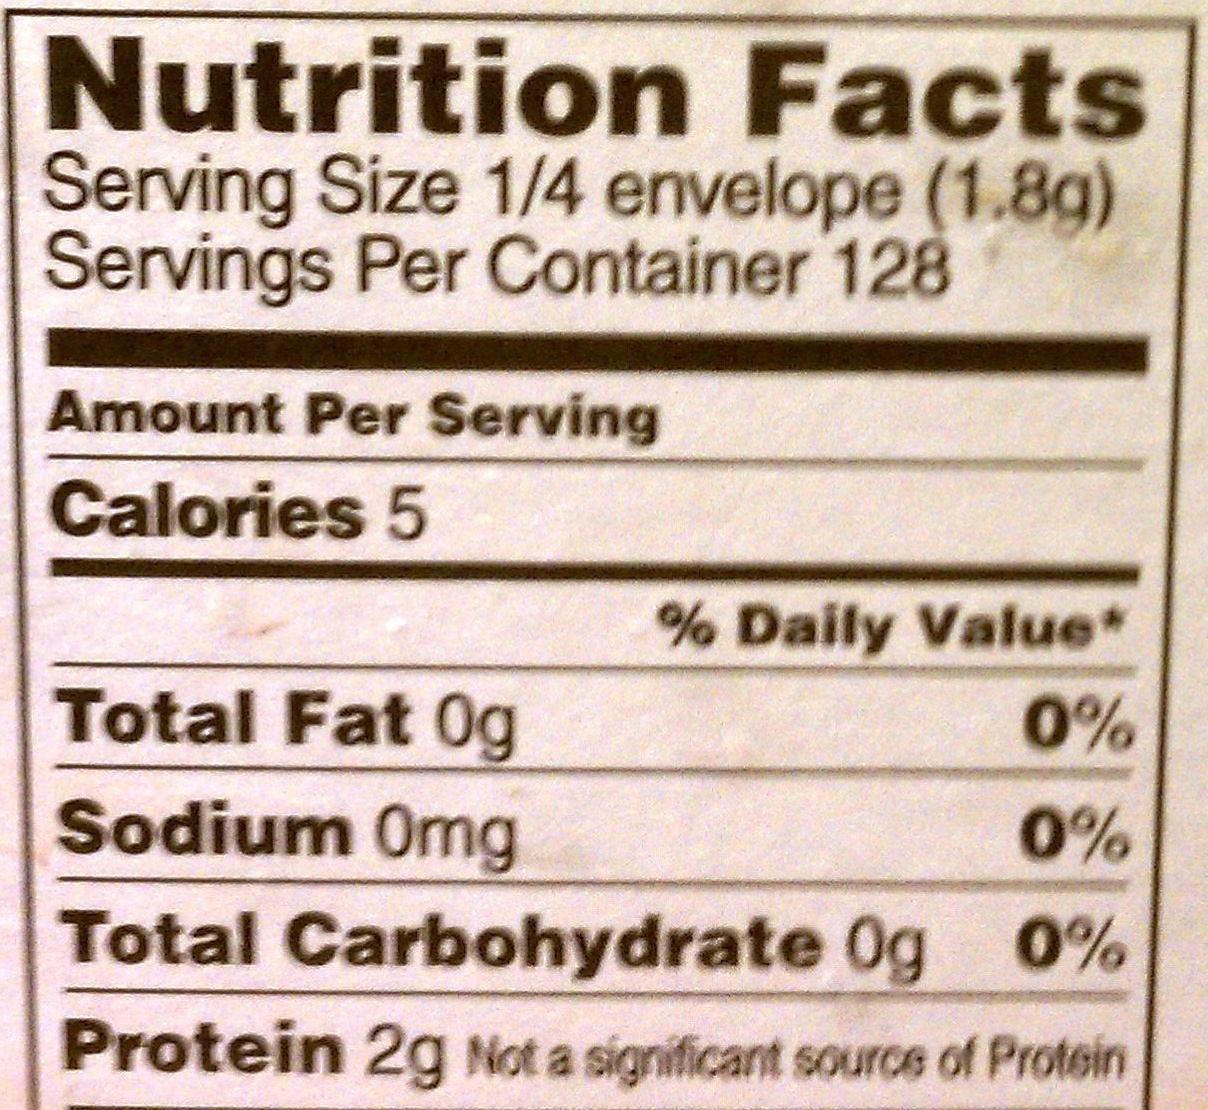 Nutrition Facts
Serving Size 1/4 envelope (1.8g)
Servings Per Container 128
Amount Per Serving
Calories 5
% Daily Value*
Total Fat 0g 0%
Sodium 0mg 0%
Total Carbohydrate 0g 0%
Protein 2g Not a significant source of Protein